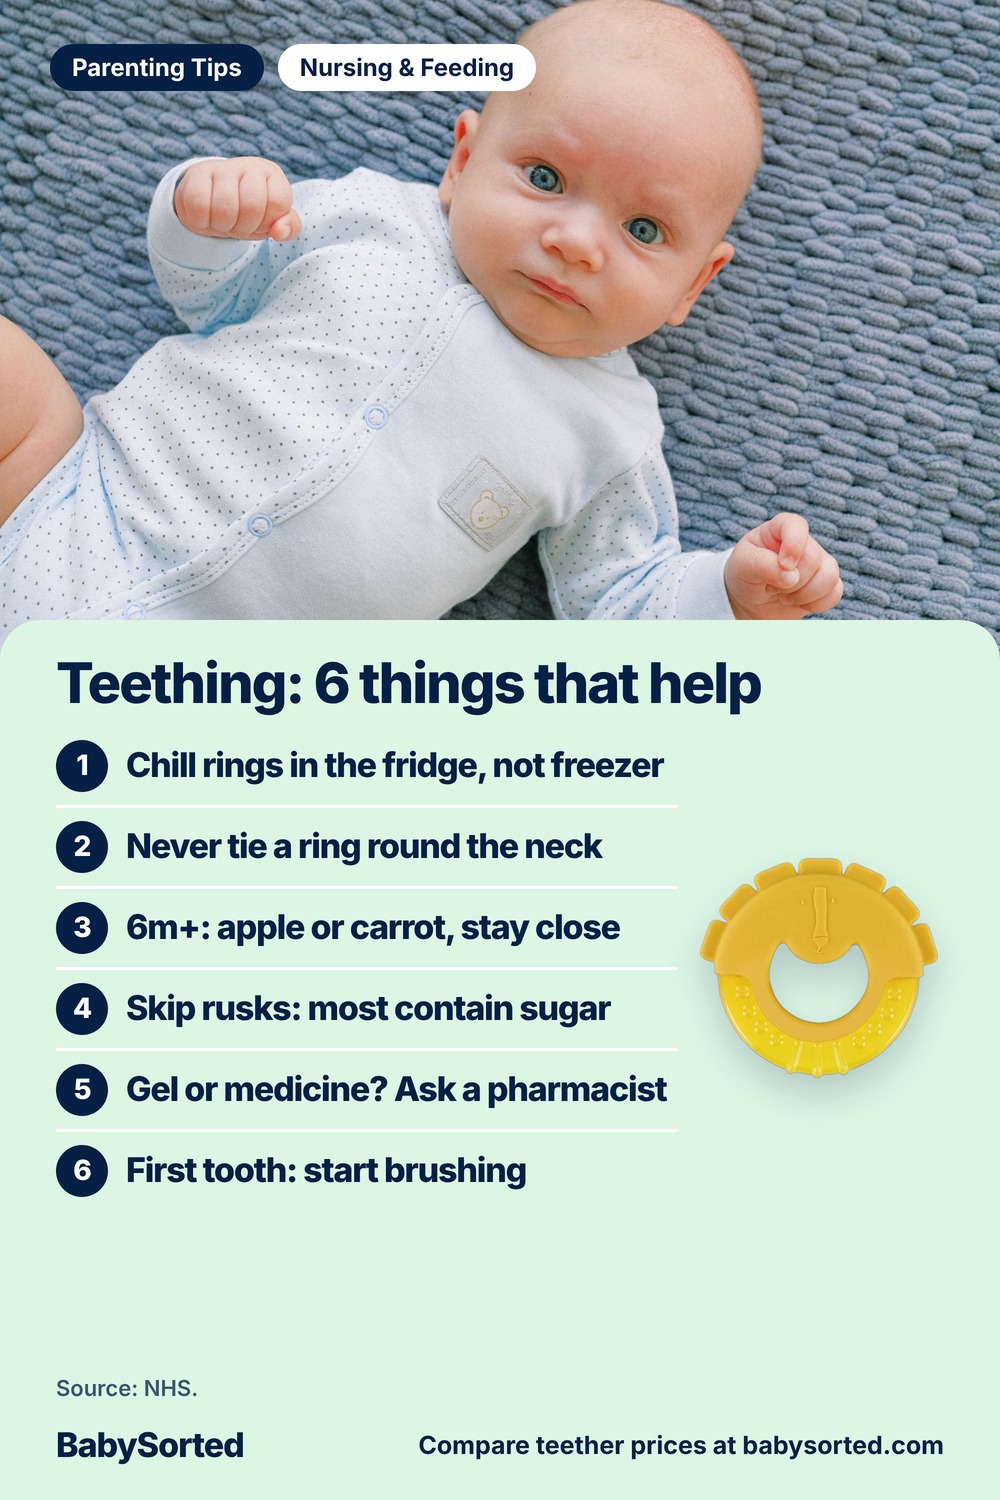 Parenting Tips
Nursing & Feeding
Teething: 6 things that help
1 Chill rings in the fridge, not freezer
2 Never tie a ring round the neck
3 6m+: apple or carrot, stay close
4 Skip rusks: most contain sugar
5 Gel or medicine? Ask a pharmacist
6 First tooth: start brushing
Source: NHS.
BabySorted
Compare teether prices at babysorted.com